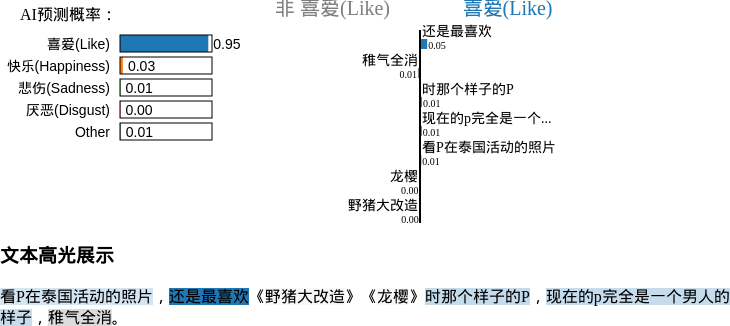 AI预测概率：
喜爱(Like) 0.95
快乐(Happiness) 0.03
悲伤(Sadness) 0.01
厌恶(Disgust) 0.00
Other 0.01
非 喜爱(Like) 喜爱(Like)
还是最喜欢
0.05
稚气全消
0.01
时那个样子的P
0.01
现在的p完全是一个...
0.01
看P在泰国活动的照片
0.01
龙樱
0.00
野猪大改造
0.00
文本高光展示
看P在泰国活动的照片，还是最喜欢《野猪大改造》《龙樱》时那个样子的P，现在的p完全是一个男人的
样子，稚气全消。